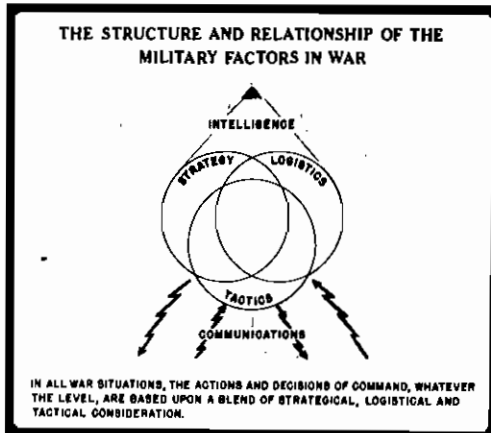 THE STRUCTURE AND RELATIONSHIP OF THE
MILITARY FACTORS IN WAR
INTELLIGENCE
STRATEGY
LOGISTICS
TACTICS
COMMUNICATIONS
IN ALL WAR SITUATIONS, THE ACTIONS AND DECISIONS OF COMMAND, WHATEVER
THE LEVEL, ARE BASED UPON A BLEND OF STRATEGICAL, LOGISTICAL AND
TACTICAL CONSIDERATION.